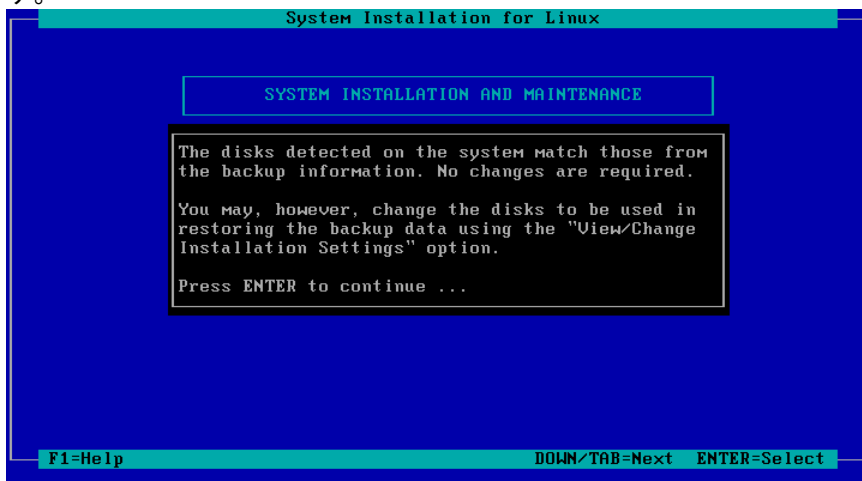 す。
System Installation for Linux
SYSTEM INSTALLATION AND MAINTENANCE
The disks detected on the system match those from
the backup information. No changes are required.
You may, however, change the disks to be used in
restoring the backup data using the "View/Change
Installation Settings" option.
Press ENTER to continue ...
F1=Help DOWN/TAB=Next ENTER=Select